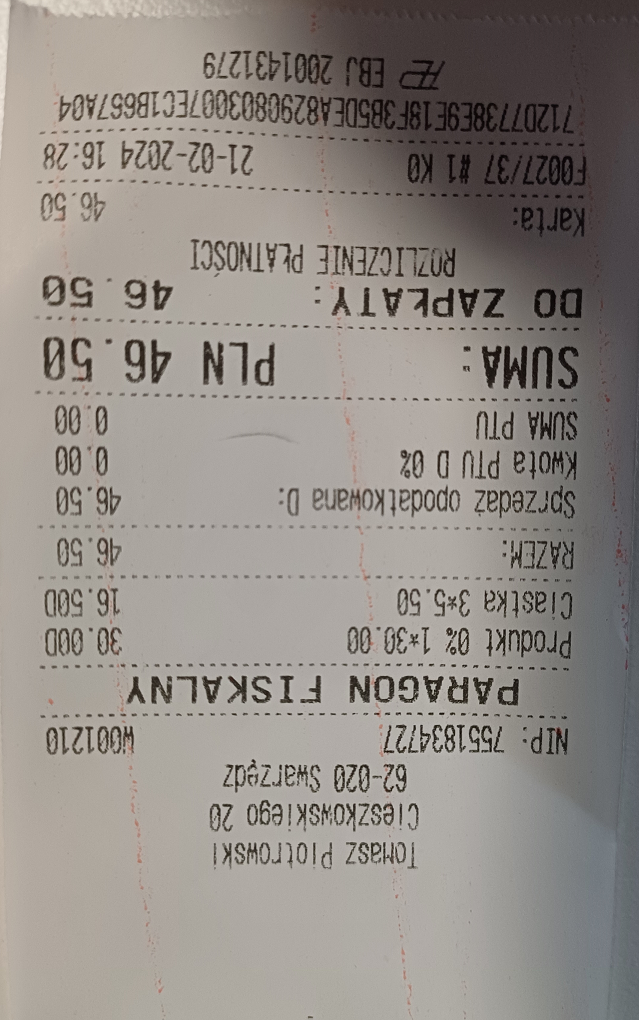 Tomasz Piotrowski
Cieszkowskiego 20
62-020 Swarzędz
NIP: 7551834727 W001210
PARAGON FISKALNY
Produkt 0% 1*30.00 30.00D
Ciastka 3*5.50 16.50D
RAZEM: 46.50
Sprzedaż opodatkowana D: 46.50
Kwota PTU D 0% 0.00
SUMA PTU 0.00
SUMA: PLN 46.50
DO ZAPŁATY: 46.50
ROZLICZENIE PŁATNOŚCI
Karta: 46.50
F0027/37 #1 K0 21-02-2024 16:28
712D7738E9E19F3B5DEA8290803007EC1B667A04
EBJ 2001431279